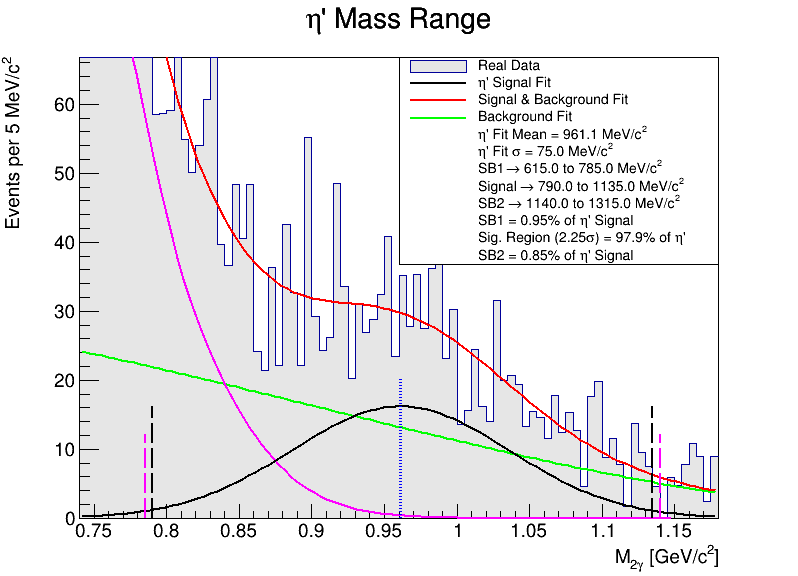 η' Mass Range
Events per 5 MeV/c²
60
50
40
30
20
10
0
Real Data
η' Signal Fit
Signal & Background Fit
Background Fit
η' Fit Mean = 961.1 MeV/c²
η' Fit σ = 75.0 MeV/c²
SB1 → 615.0 to 785.0 MeV/c²
Signal → 790.0 to 1135.0 MeV/c²
SB2 → 1140.0 to 1315.0 MeV/c²
SB1 = 0.95% of η' Signal
Sig. Region (2.25σ) = 97.9% of η'
SB2 = 0.85% of η' Signal
0.75 0.8 0.85 0.9 0.95 1 1.05 1.1 1.15
M₂γ [GeV/c²]